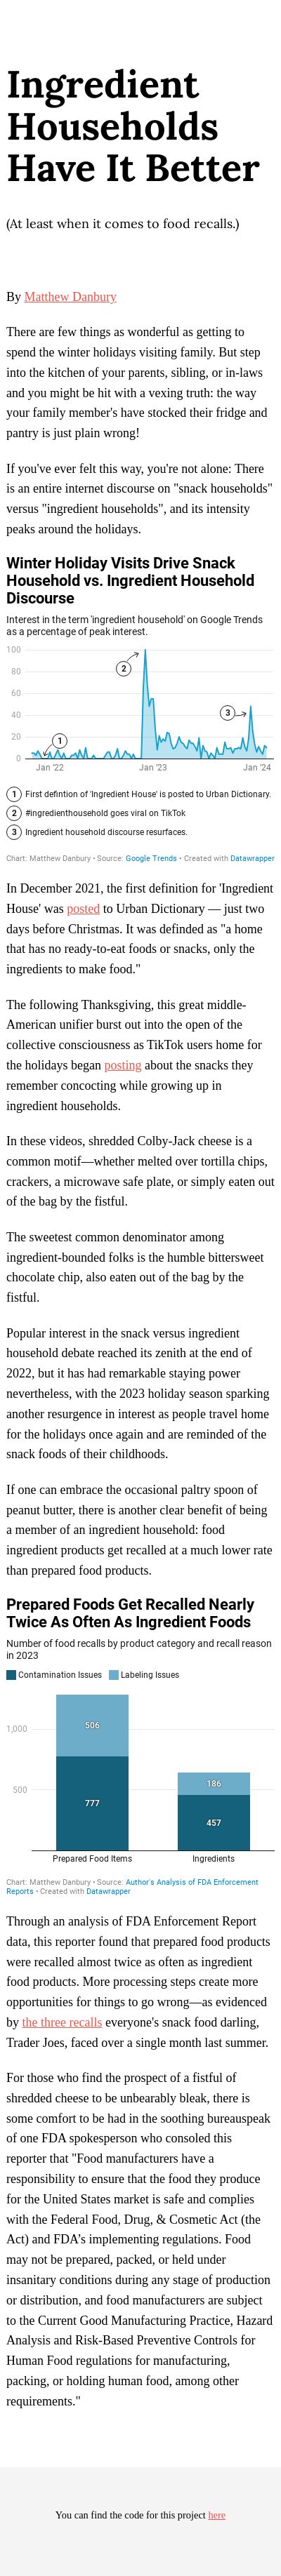 Ingredient
Households
Have It Better
(At least when it comes to food recalls.)
By Matthew Danbury
There are few things as wonderful as getting to
spend the winter holidays visiting family. But step
into the kitchen of your parents, sibling, or in-laws
and you might be hit with a vexing truth: the way
your family member's have stocked their fridge and
pantry is just plain wrong!
If you've ever felt this way, you're not alone: There
is an entire internet discourse on "snack households"
versus "ingredient households", and its intensity
peaks around the holidays.
Winter Holiday Visits Drive Snack
Household vs. Ingredient Household
Discourse
Interest in the term 'ingredient household' on Google Trends
as a percentage of peak interest.
100
80
60
40
20
0
1
2
3
Jan '22
Jan '23
Jan '24
1 First defintion of 'Ingredient House' is posted to Urban Dictionary.
2 #ingredienthousehold goes viral on TikTok
3 Ingredient household discourse resurfaces.
Chart: Matthew Danbury • Source: Google Trends • Created with Datawrapper
In December 2021, the first definition for 'Ingredient
House' was posted to Urban Dictionary — just two
days before Christmas. It was definded as "a home
that has no ready-to-eat foods or snacks, only the
ingredients to make food."
The following Thanksgiving, this great middle-
American unifier burst out into the open of the
collective consciousness as TikTok users home for
the holidays began posting about the snacks they
remember concocting while growing up in
ingredient households.
In these videos, shredded Colby-Jack cheese is a
common motif—whether melted over tortilla chips,
crackers, a microwave safe plate, or simply eaten out
of the bag by the fistful.
The sweetest common denominator among
ingredient-bounded folks is the humble bittersweet
chocolate chip, also eaten out of the bag by the
fistful.
Popular interest in the snack versus ingredient
household debate reached its zenith at the end of
2022, but it has had remarkable staying power
nevertheless, with the 2023 holiday season sparking
another resurgence in interest as people travel home
for the holidays once again and are reminded of the
snack foods of their childhoods.
If one can embrace the occasional paltry spoon of
peanut butter, there is another clear benefit of being
a member of an ingredient household: food
ingredient products get recalled at a much lower rate
than prepared food products.
Prepared Foods Get Recalled Nearly
Twice As Often As Ingredient Foods
Number of food recalls by product category and recall reason
in 2023
Contamination Issues Labeling Issues
1,000
500
506
777
186
457
Prepared Food Items
Ingredients
Chart: Matthew Danbury • Source: Author's Analysis of FDA Enforcement
Reports • Created with Datawrapper
Through an analysis of FDA Enforcement Report
data, this reporter found that prepared food products
were recalled almost twice as often as ingredient
food products. More processing steps create more
opportunities for things to go wrong—as evidenced
by the three recalls everyone's snack food darling,
Trader Joes, faced over a single month last summer.
For those who find the prospect of a fistful of
shredded cheese to be unbearably bleak, there is
some comfort to be had in the soothing bureauspeak
of one FDA spokesperson who consoled this
reporter that "Food manufacturers have a
responsibility to ensure that the food they produce
for the United States market is safe and complies
with the Federal Food, Drug, & Cosmetic Act (the
Act) and FDA’s implementing regulations. Food
may not be prepared, packed, or held under
insanitary conditions during any stage of production
or distribution, and food manufacturers are subject
to the Current Good Manufacturing Practice, Hazard
Analysis and Risk-Based Preventive Controls for
Human Food regulations for manufacturing,
packing, or holding human food, among other
requirements."
You can find the code for this project here